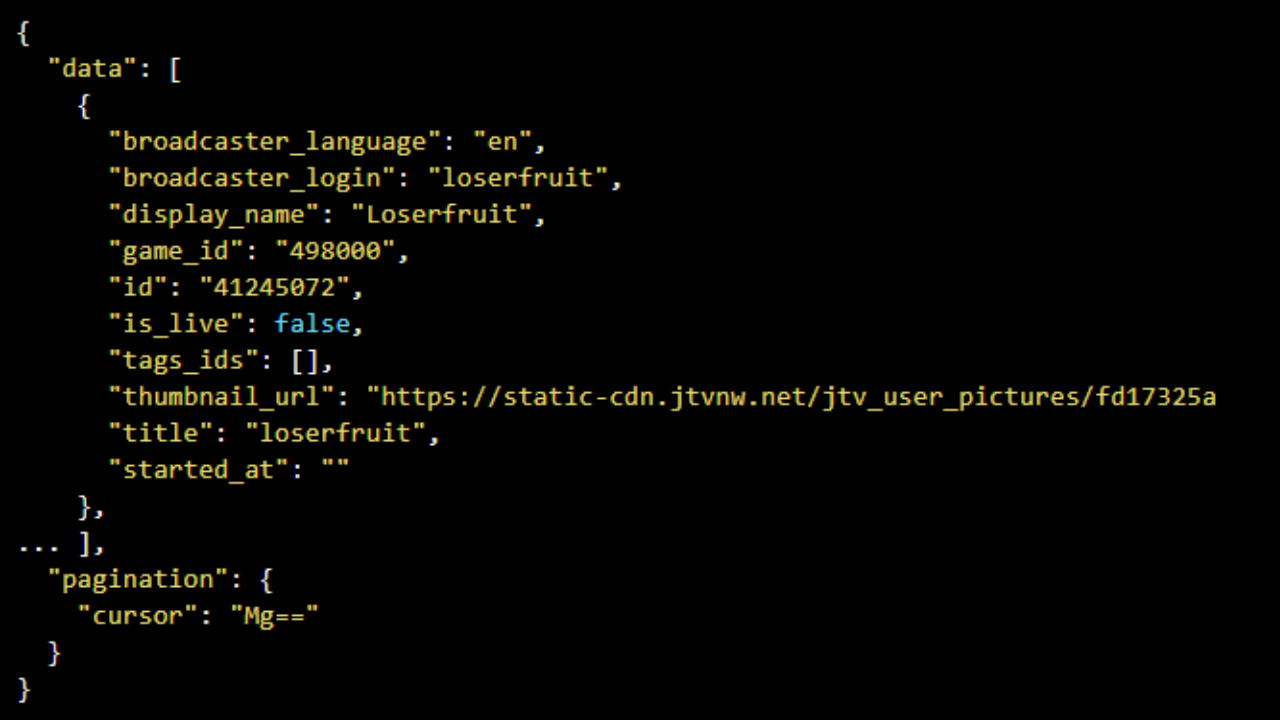 {
  "data": [
    {
      "broadcaster_language": "en",
      "broadcaster_login": "loserfruit",
      "display_name": "Loserfruit",
      "game_id": "498000",
      "id": "41245072",
      "is_live": false,
      "tags_ids": [],
      "thumbnail_url": "https://static-cdn.jtvnw.net/jtv_user_pictures/fd17325a
      "title": "loserfruit",
      "started_at": ""
    },
... ],
  "pagination": {
    "cursor": "Mg=="
  }
}